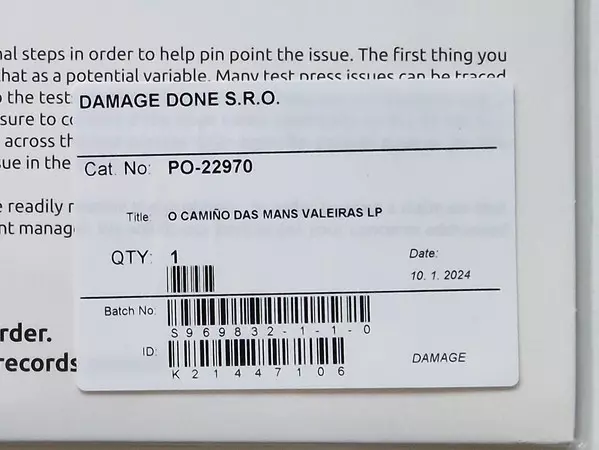 nal steps in order to help pin point the issue. The first thing you
that as a potential variable. Many test press issues can be traced
o the test
sure to
across
sue in the
e readily
nt manag
rder.
records
DAMAGE DONE S.R.O.
Cat. No: PO-22970
Title: O CAMIÑO DAS MANS VALEIRAS LP
QTY: 1
Date:
10. 1. 2024
Batch No:
S969832-1-1-0
ID:
K21447106
DAMAGE